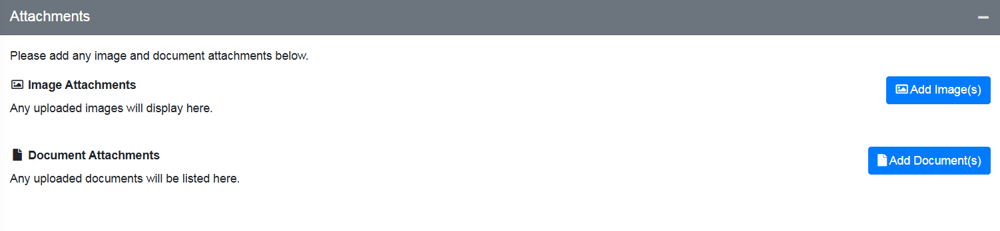 Attachments
Please add any image and document attachments below.
Image Attachments
Add Image(s)
Any uploaded images will display here.
Document Attachments
Add Document(s)
Any uploaded documents will be listed here.